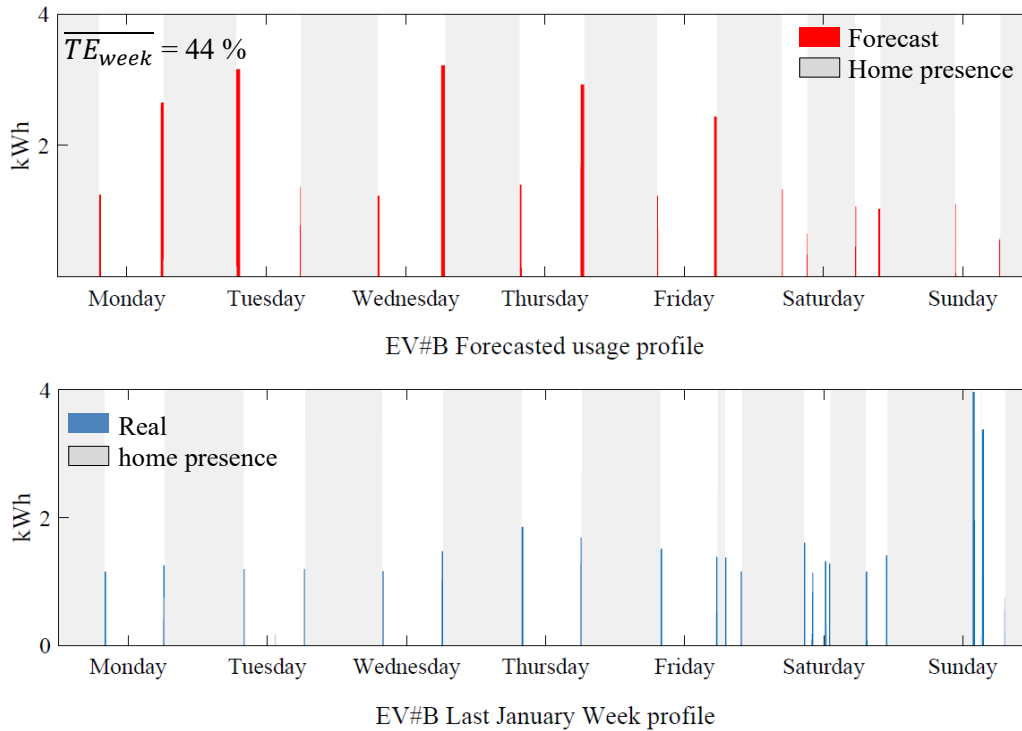 4
TE_week = 44 %
Forecast
Home presence
kWh
2
Monday Tuesday Wednesday Thursday Friday Saturday Sunday
EV#B Forecasted usage profile
4
Real
home presence
kWh
2
0
Monday Tuesday Wednesday Thursday Friday Saturday Sunday
EV#B Last January Week profile